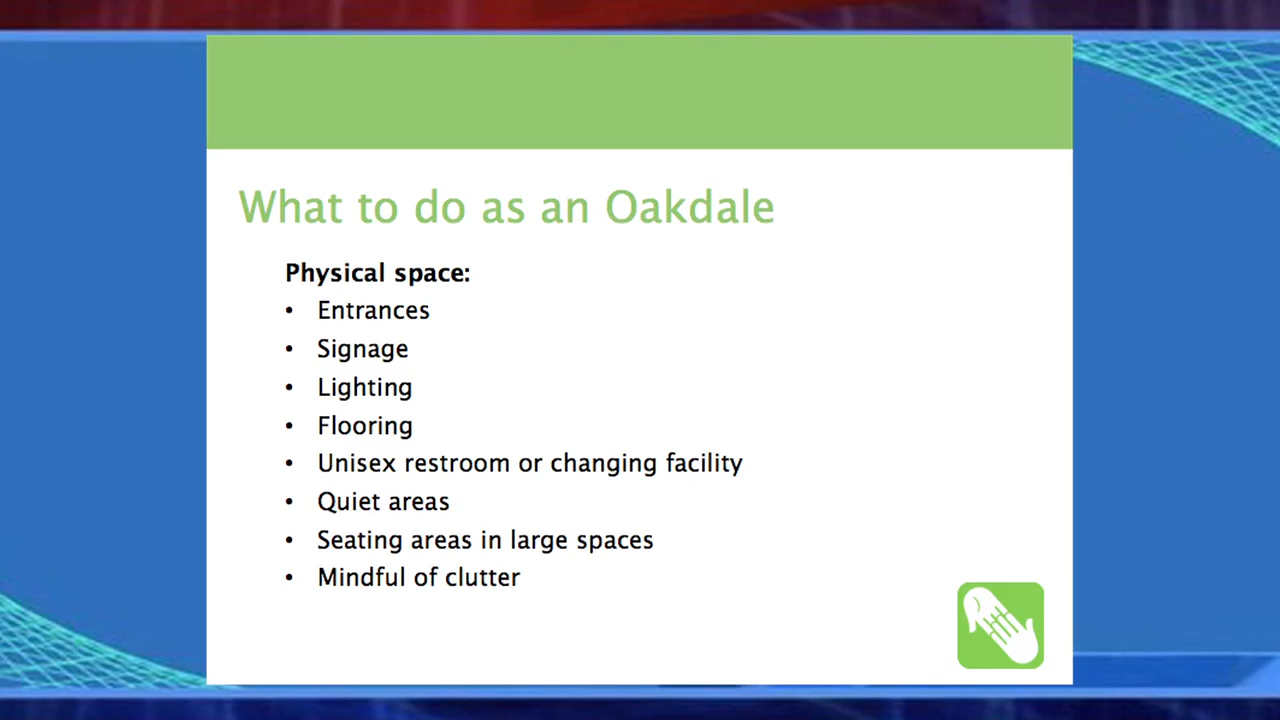 What to do as an Oakdale
Physical space:
• Entrances
• Signage
• Lighting
• Flooring
• Unisex restroom or changing facility
• Quiet areas
• Seating areas in large spaces
• Mindful of clutter